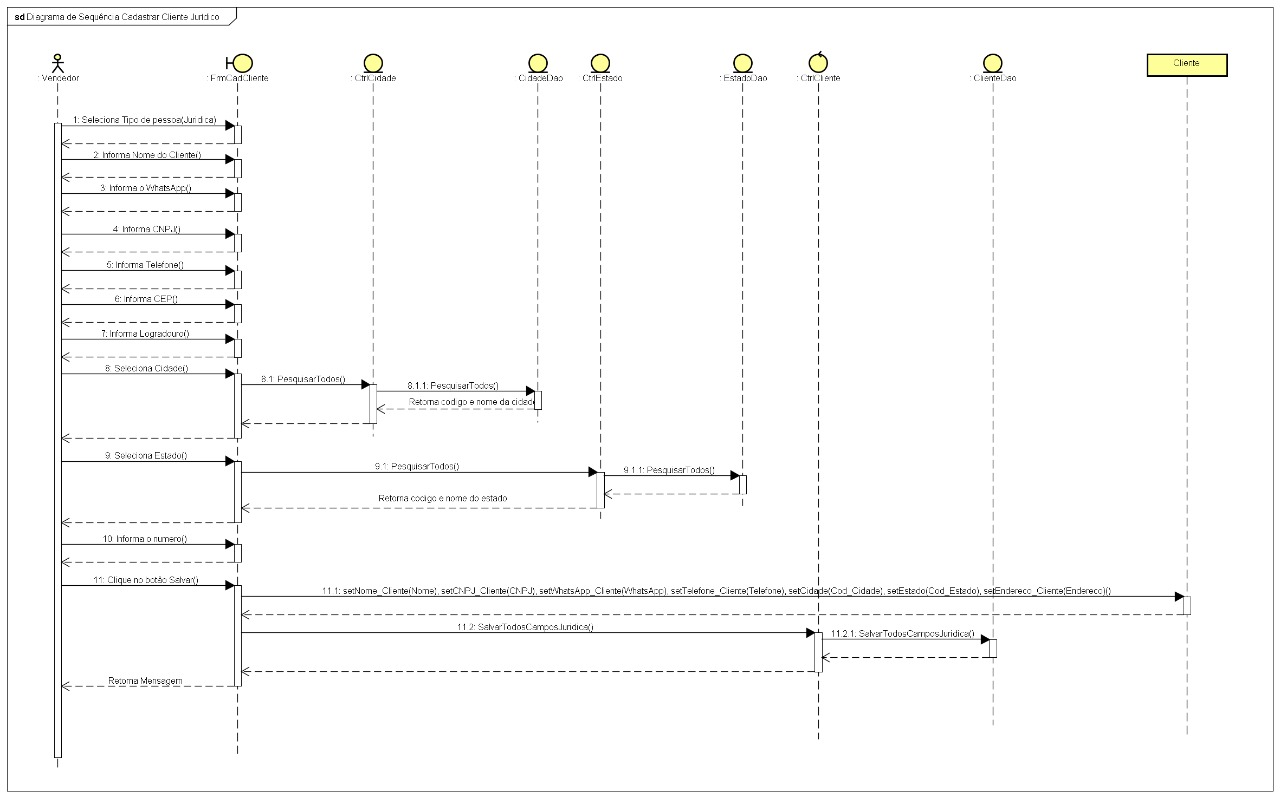 sd Diagrama de Sequência Cadastrar Cliente Jurídico
: Vendedor
: FrmCadCliente
: CtrlCidade
: CidadeDao
CtrlEstado
: EstadoDao
: CtrlCliente
: ClienteDao
Cliente
1: Seleciona Tipo de pessoa(Juridica)
2: Informa Nome do Cliente()
3: Informa o WhatsApp()
4: Informa CNPJ()
5: Informa Telefone()
6: Informa CEP()
7: Informa Logradouro()
8: Seleciona Cidade()
8.1: PesquisarTodos()
8.1.1: PesquisarTodos()
Retorna codigo e nome da cidade
9: Seleciona Estado()
9.1: PesquisarTodos()
9.1.1: PesquisarTodos()
Retorna codigo e nome do estado
10: Informa o numero()
11: Clique no botão Salvar()
11.1: setNome_Cliente(Nome), setCNPJ_Cliente(CNPJ), setWhatsApp_Cliente(WhatsApp), setTelefone_Cliente(Telefone), setCidade(Cod_Cidade), setEstado(Cod_Estado), setEndereco_Cliente(Endereco)()
11.2: SalvarTodosCamposJuridica()
11.2.1: SalvarTodosCamposJuridica()
Retorna Mensagem